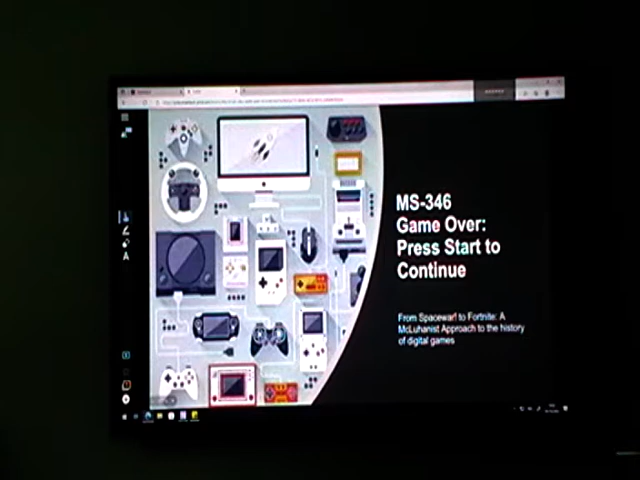 MS-346
Game Over:
Press Start to
Continue
From Spacewar! to Fortnite: A
McLuhanist Approach to the history
of digital games